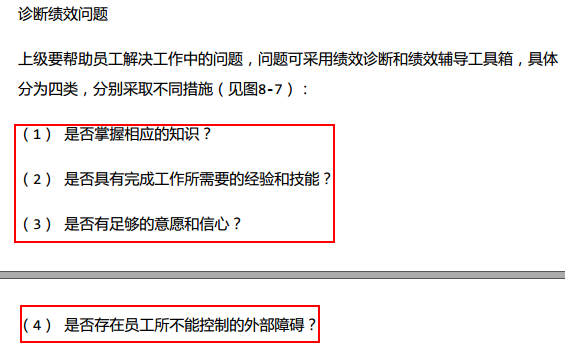 诊断绩效问题
上级要帮助员工解决工作中的问题，问题可采用绩效诊断和绩效辅导工具箱，具体
分为四类，分别采取不同措施（见图8-7）：
（1） 是否掌握相应的知识？
（2） 是否具有完成工作所需要的经验和技能？
（3） 是否有足够的意愿和信心？
（4） 是否存在员工所不能控制的外部障碍？